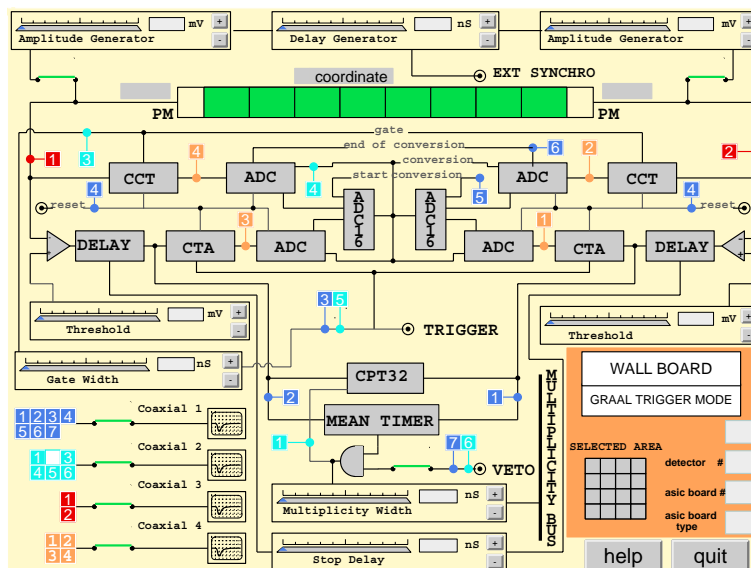 mV + -
Amplitude Generator
nS + -
Delay Generator
mV + -
Amplitude Generator
EXT SYNCHRO
coordinate
PM
PM
gate
1
3
end of conversion
6
2
2
4
conversion
CCT
ADC
4
start conversion
5
ADC
CCT
4
reset
ADC16
ADC16
4
reset
3
1
DELAY
CTA
ADC
ADC
CTA
DELAY
mV + -
Threshold
3 5
TRIGGER
mV +
Threshold
nS + -
Gate Width
CPT32
2
1
MEAN TIMER
MULTIPLICITY BUS
WALL BOARD
GRAAL TRIGGER MODE
Coaxial 1
1 2 3 4
5 6 7
1
7 6
VETO
Coaxial 2
1 3
4 5 6
SELECTED AREA
detector #
Coaxial 3
1
2
nS + -
Multiplicity Width
asic board #
asic board
type
Coaxial 4
1 2
3 4
nS + -
Stop Delay
help
quit